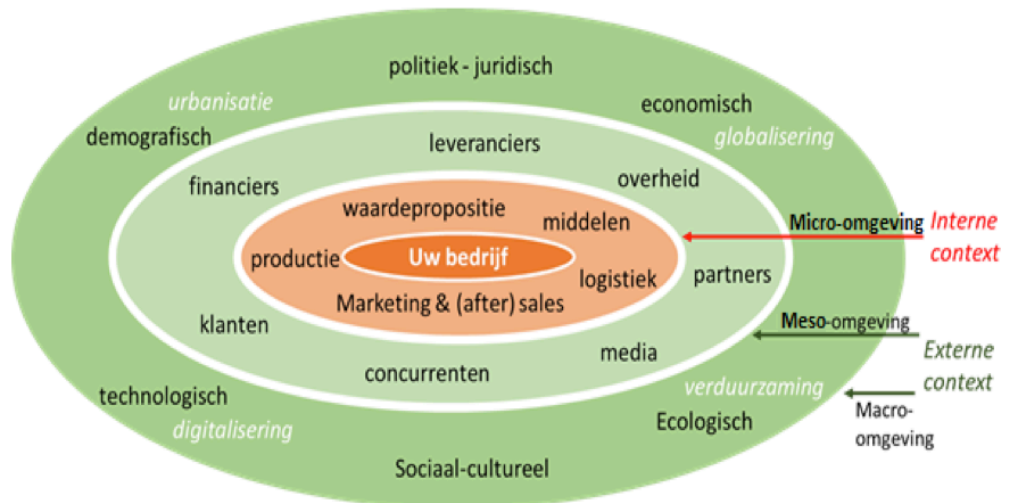 politiek - juridisch
urbanisatie
economisch
demografisch
globalisering
leveranciers
financiers
overheid
waardepropositie
middelen
Micro-omgeving
Interne
context
productie
Uw bedrijf
logistiek
partners
Marketing & (after) sales
klanten
Meso-omgeving
media
Externe
context
concurrenten
technologisch
verduurzaming
digitalisering
Ecologisch
Macro-
omgeving
Sociaal-cultureel